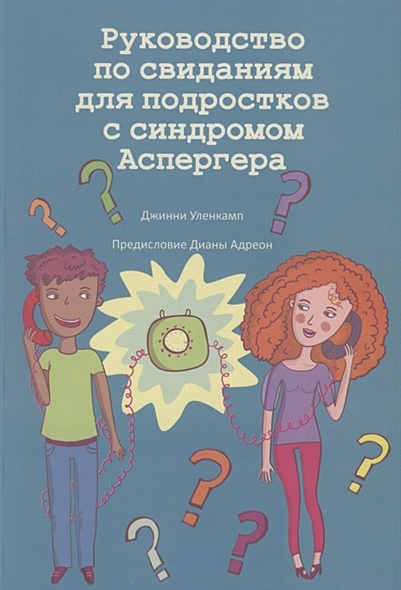 Руководство
по свиданиям
для подростков
с синдромом
Аспергера
Джинни Уленкамп
Предисловие Дианы Адреон